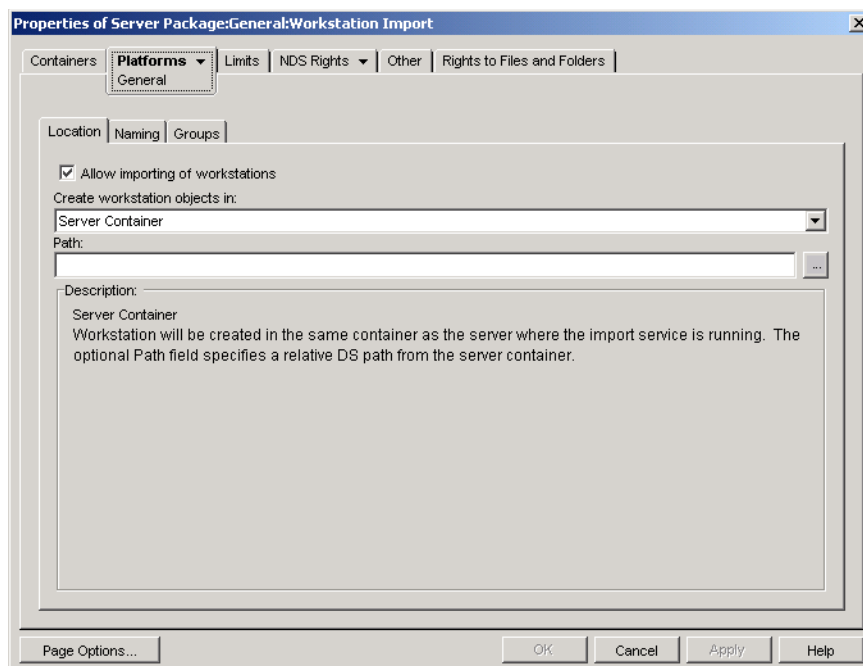 Properties of Server Package:General:Workstation Import
Containers Platforms Limits NDS Rights Other Rights to Files and Folders
General
Location Naming Groups
Allow importing of workstations
Create workstation objects in:
Server Container
Path:
...
Description:
Server Container
Workstation will be created in the same container as the server where the import service is running. The
optional Path field specifies a relative DS path from the server container.
Page Options... OK Cancel Apply Help